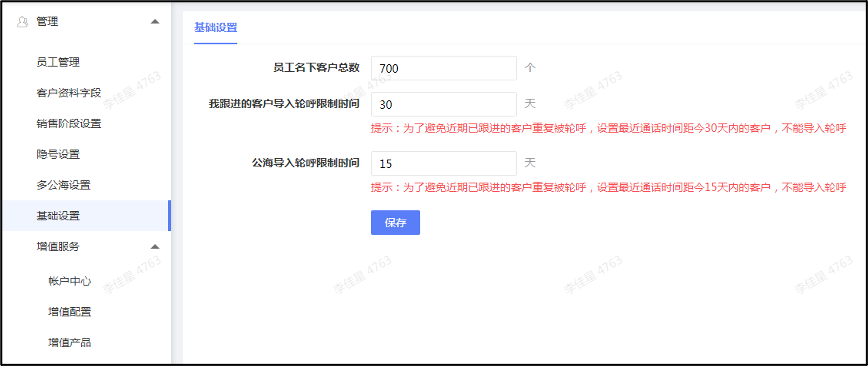 管理
员工管理
客户资料字段
销售阶段设置
隐号设置
多公海设置
基础设置
增值服务
帐户中心
增值配置
增值产品
基础设置
员工名下客户总数 700 个
我跟进的客户导入轮呼限制时间 30 天
提示：为了避免近期已跟进的客户重复被轮呼，设置最近通话时间距今30天内的客户，不能导入轮呼
公海导入轮呼限制时间 15 天
提示：为了避免近期已跟进的客户重复被轮呼，设置最近通话时间距今15天内的客户，不能导入轮呼
保存
李佳星 4763
李佳星 4763
李佳星 4763
李佳星 4763
李佳星 4763
李佳星 4763
李佳星 4763
李佳星 4763